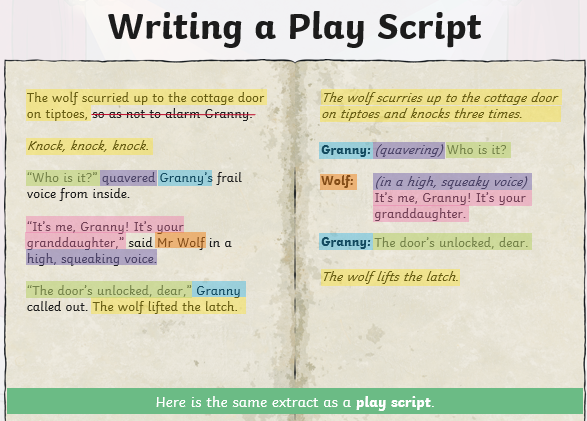 Writing a Play Script
The wolf scurried up to the cottage door
on tiptoes, so as not to alarm Granny.
Knock, knock, knock.
“Who is it?” quavered Granny's frail
voice from inside.
“It's me, Granny! It's your
granddaughter,” said Mr Wolf in a
high, squeaking voice.
“The door's unlocked, dear,” Granny
called out. The wolf lifted the latch.
The wolf scurries up to the cottage door
on tiptoes and knocks three times.
Granny: (quavering) Who is it?
Wolf: (in a high, squeaky voice)
It's me, Granny! It's your
granddaughter.
Granny: The door's unlocked, dear.
The wolf lifts the latch.
Here is the same extract as a play script.